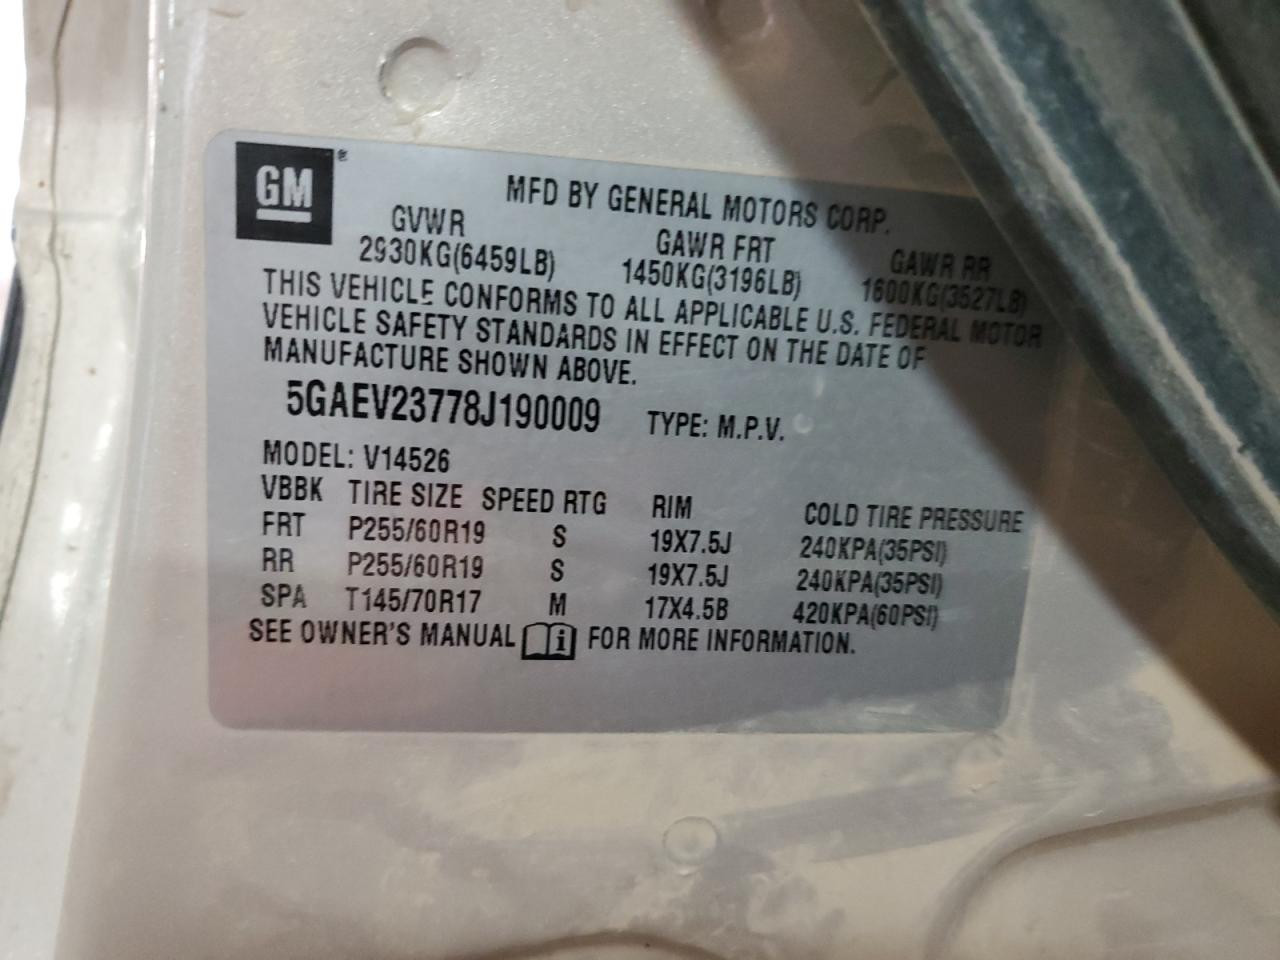 GM ®
MFD BY GENERAL MOTORS CORP.
GVWR GAWR FRT GAWR RR
2930KG(6459LB) 1450KG(3196LB) 1600KG(3527LB)
THIS VEHICLE CONFORMS TO ALL APPLICABLE U.S. FEDERAL MOTOR
VEHICLE SAFETY STANDARDS IN EFFECT ON THE DATE OF
MANUFACTURE SHOWN ABOVE.
5GAEV23778J190009 TYPE: M.P.V.
MODEL: V14526
VBBK TIRE SIZE SPEED RTG RIM COLD TIRE PRESSURE
FRT P255/60R19 S 19X7.5J 240KPA(35PSI)
RR P255/60R19 S 19X7.5J 240KPA(35PSI)
SPA T145/70R17 M 17X4.5B 420KPA(60PSI)
SEE OWNER'S MANUAL i FOR MORE INFORMATION.